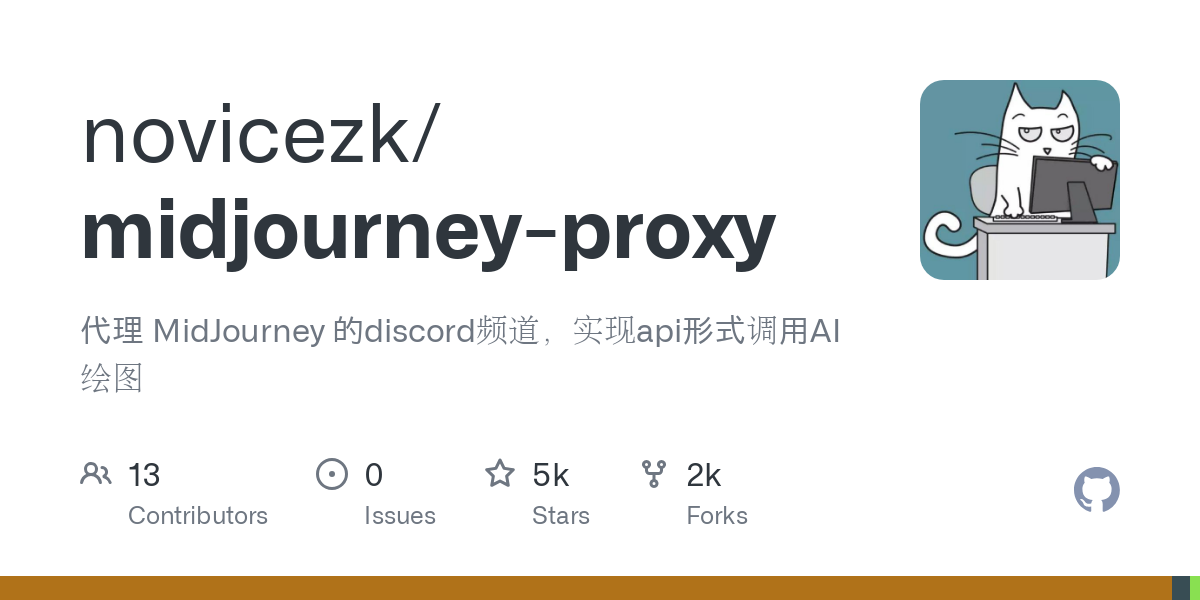 novicezk/
midjourney-proxy
代理 MidJourney 的discord频道，实现api形式调用AI
绘图
13 0 5k 2k
Contributors Issues Stars Forks